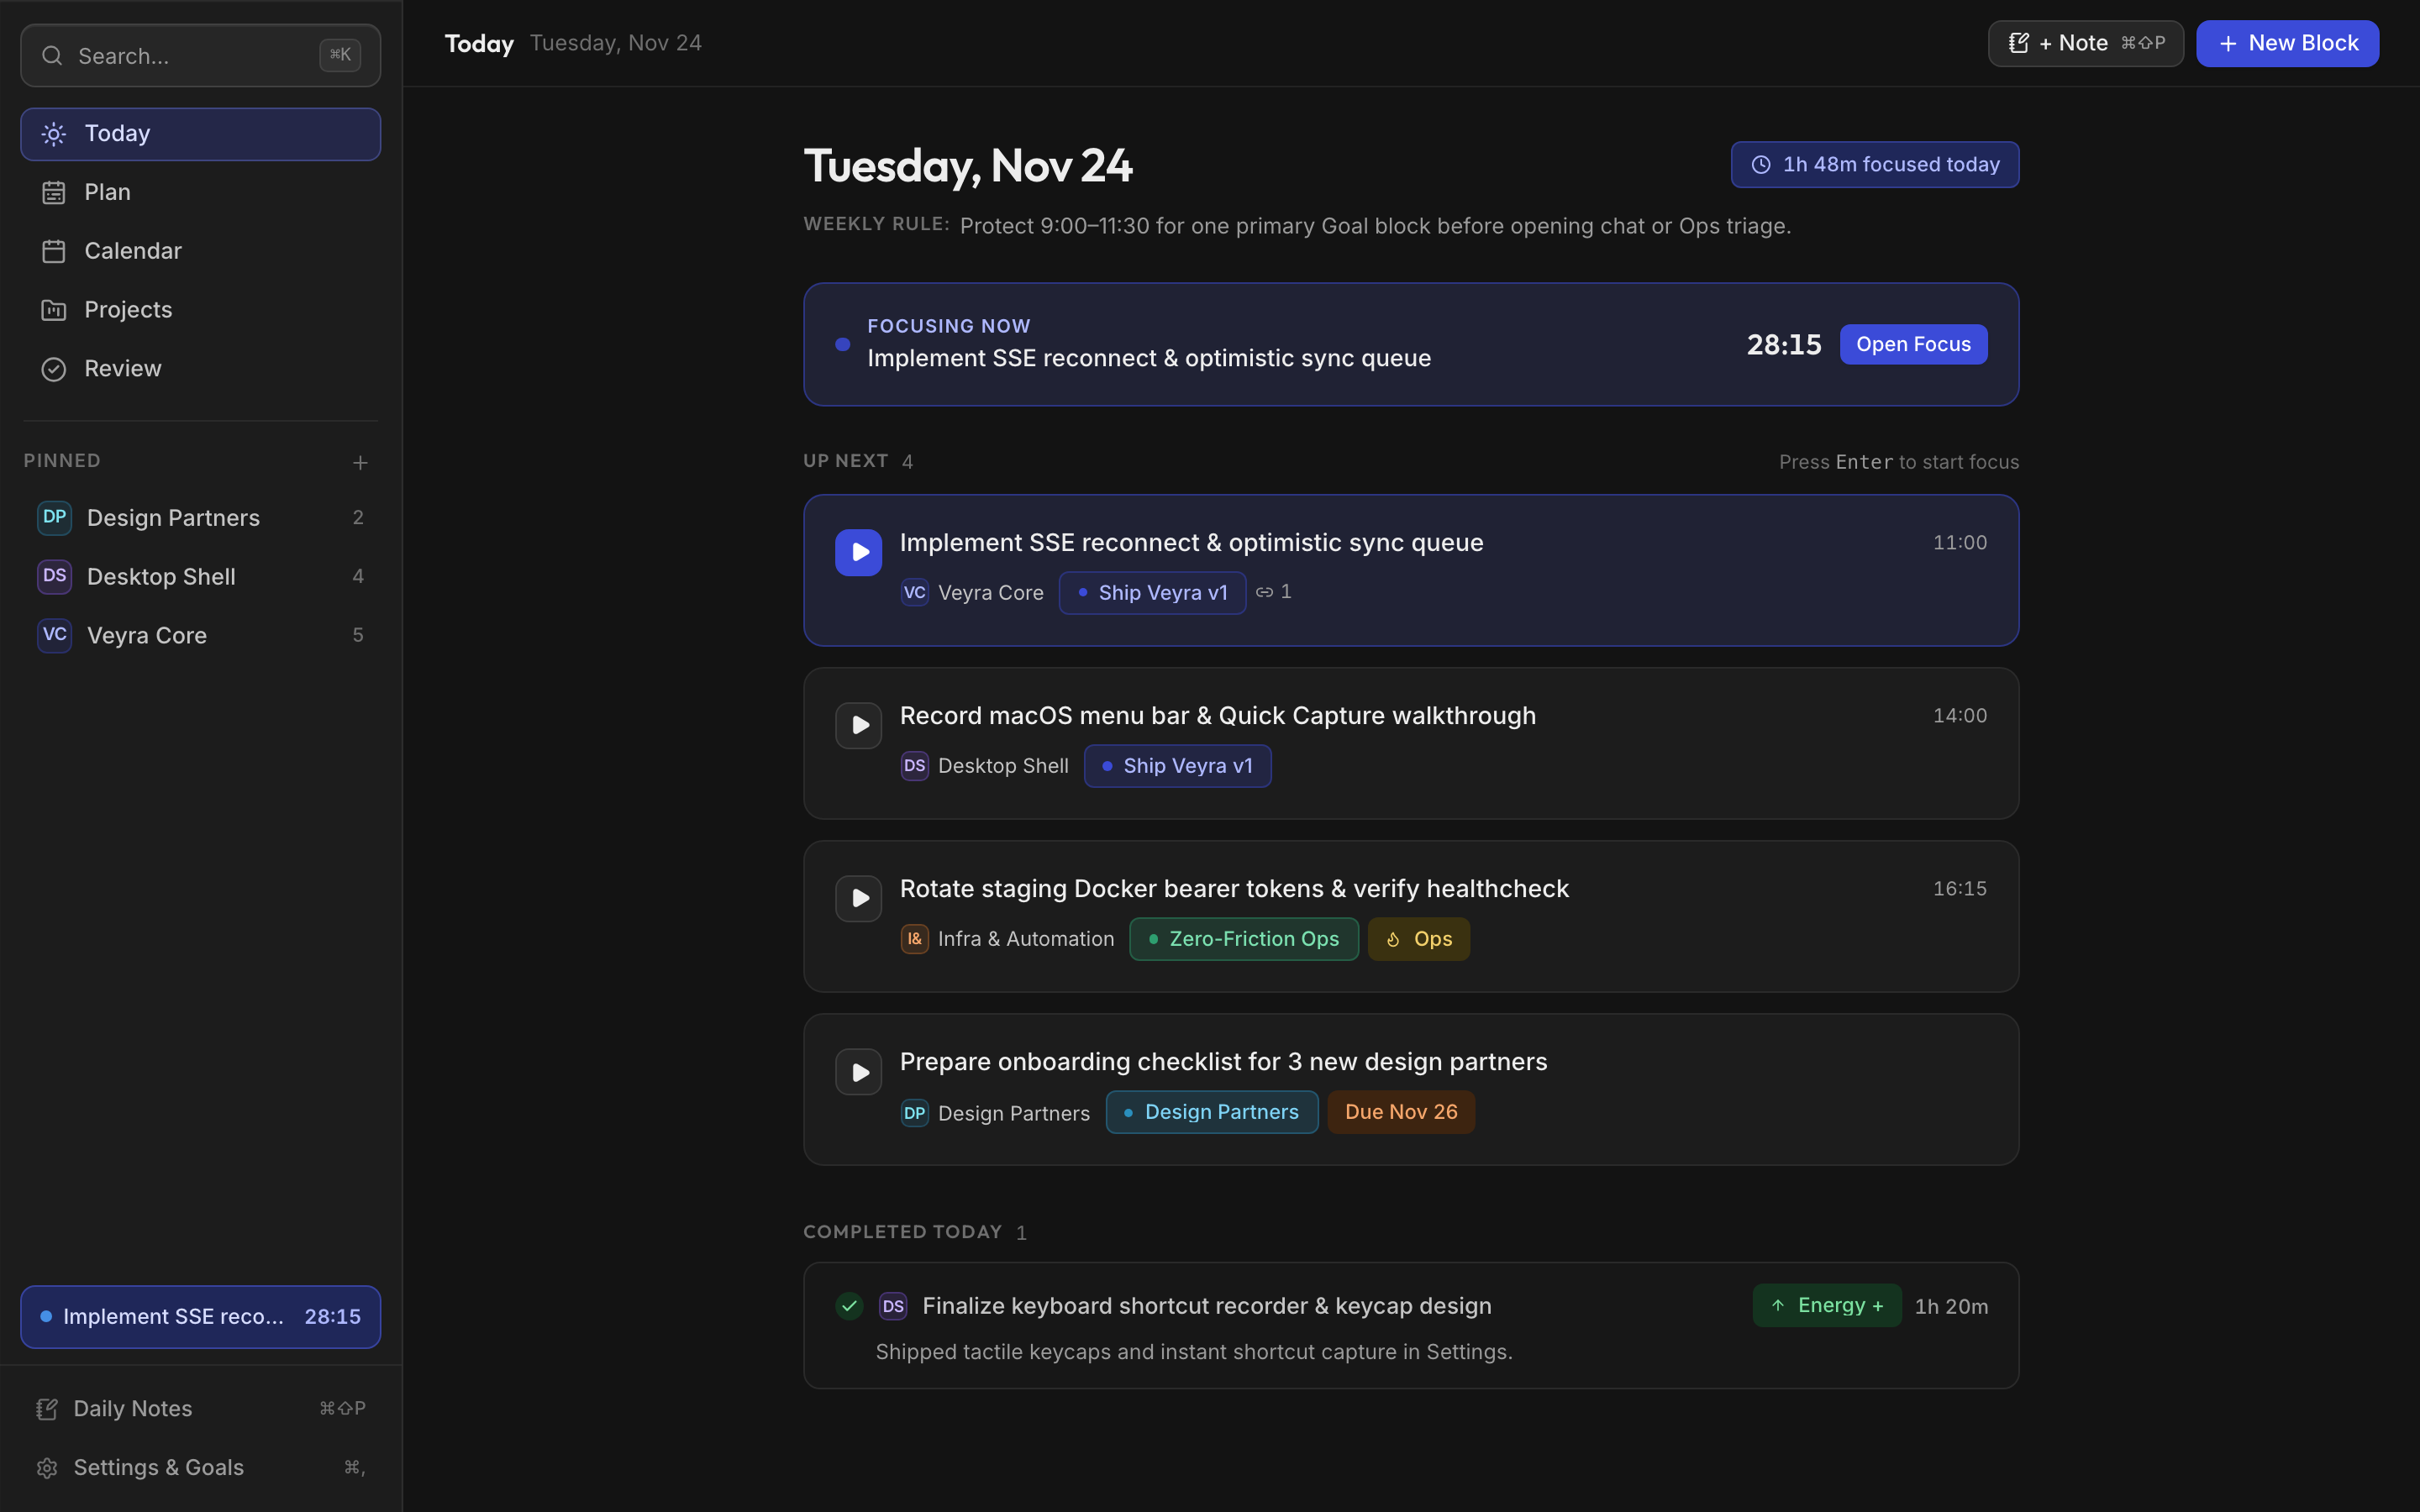 Search... ⌘K
Today
Plan
Calendar
Projects
Review
PINNED +
DP Design Partners 2
DS Desktop Shell 4
VC Veyra Core 5
Implement SSE reco... 28:15
Daily Notes ⌘⇧P
Settings & Goals ⌘,
Today Tuesday, Nov 24
+ Note ⌘⇧P
+ New Block
Tuesday, Nov 24
1h 48m focused today
WEEKLY RULE: Protect 9:00–11:30 for one primary Goal block before opening chat or Ops triage.
FOCUSING NOW
Implement SSE reconnect & optimistic sync queue
28:15 Open Focus
UP NEXT 4
Press Enter to start focus
Implement SSE reconnect & optimistic sync queue 11:00
VC Veyra Core Ship Veyra v1 1
Record macOS menu bar & Quick Capture walkthrough 14:00
DS Desktop Shell Ship Veyra v1
Rotate staging Docker bearer tokens & verify healthcheck 16:15
I& Infra & Automation Zero-Friction Ops Ops
Prepare onboarding checklist for 3 new design partners
DP Design Partners Design Partners Due Nov 26
COMPLETED TODAY 1
DS Finalize keyboard shortcut recorder & keycap design Energy + 1h 20m
Shipped tactile keycaps and instant shortcut capture in Settings.